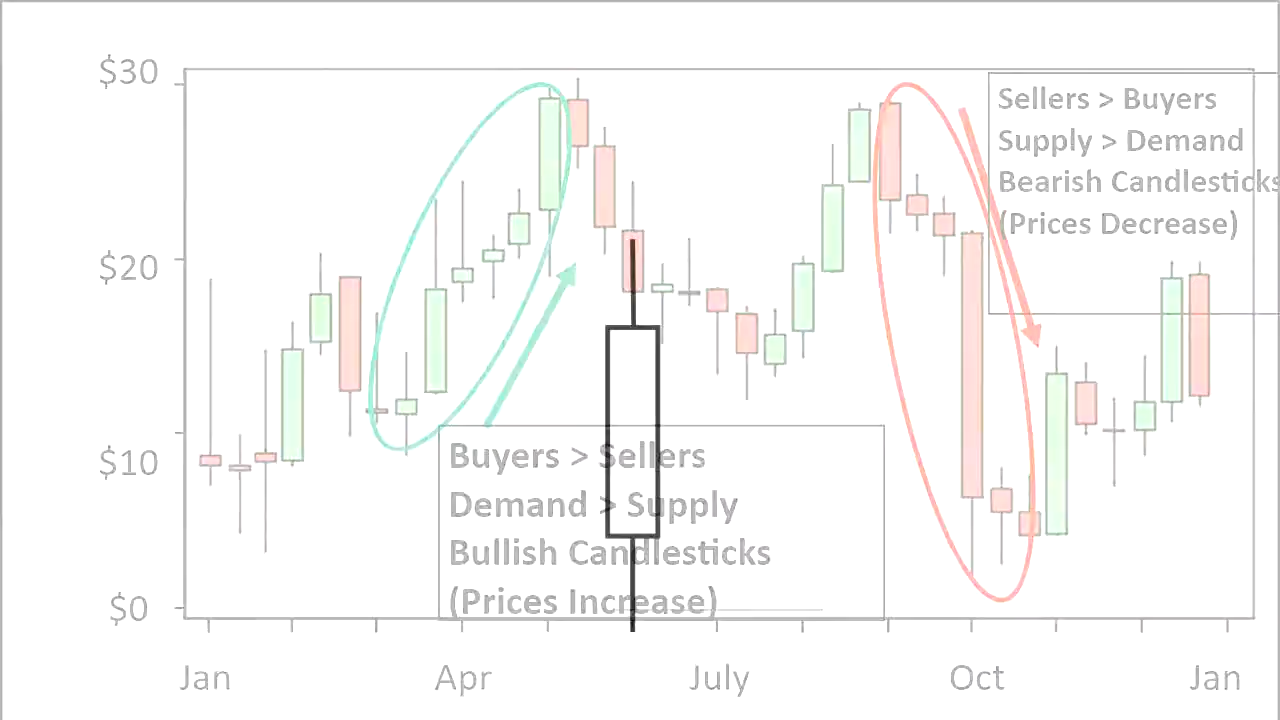 $30
$20
$10
$0
Sellers > Buyers
Supply > Demand
Bearish Candlesticks
(Prices Decrease)
Buyers > Sellers
Demand > Supply
Bullish Candlesticks
(Prices Increase)
Jan Apr July Oct Jan